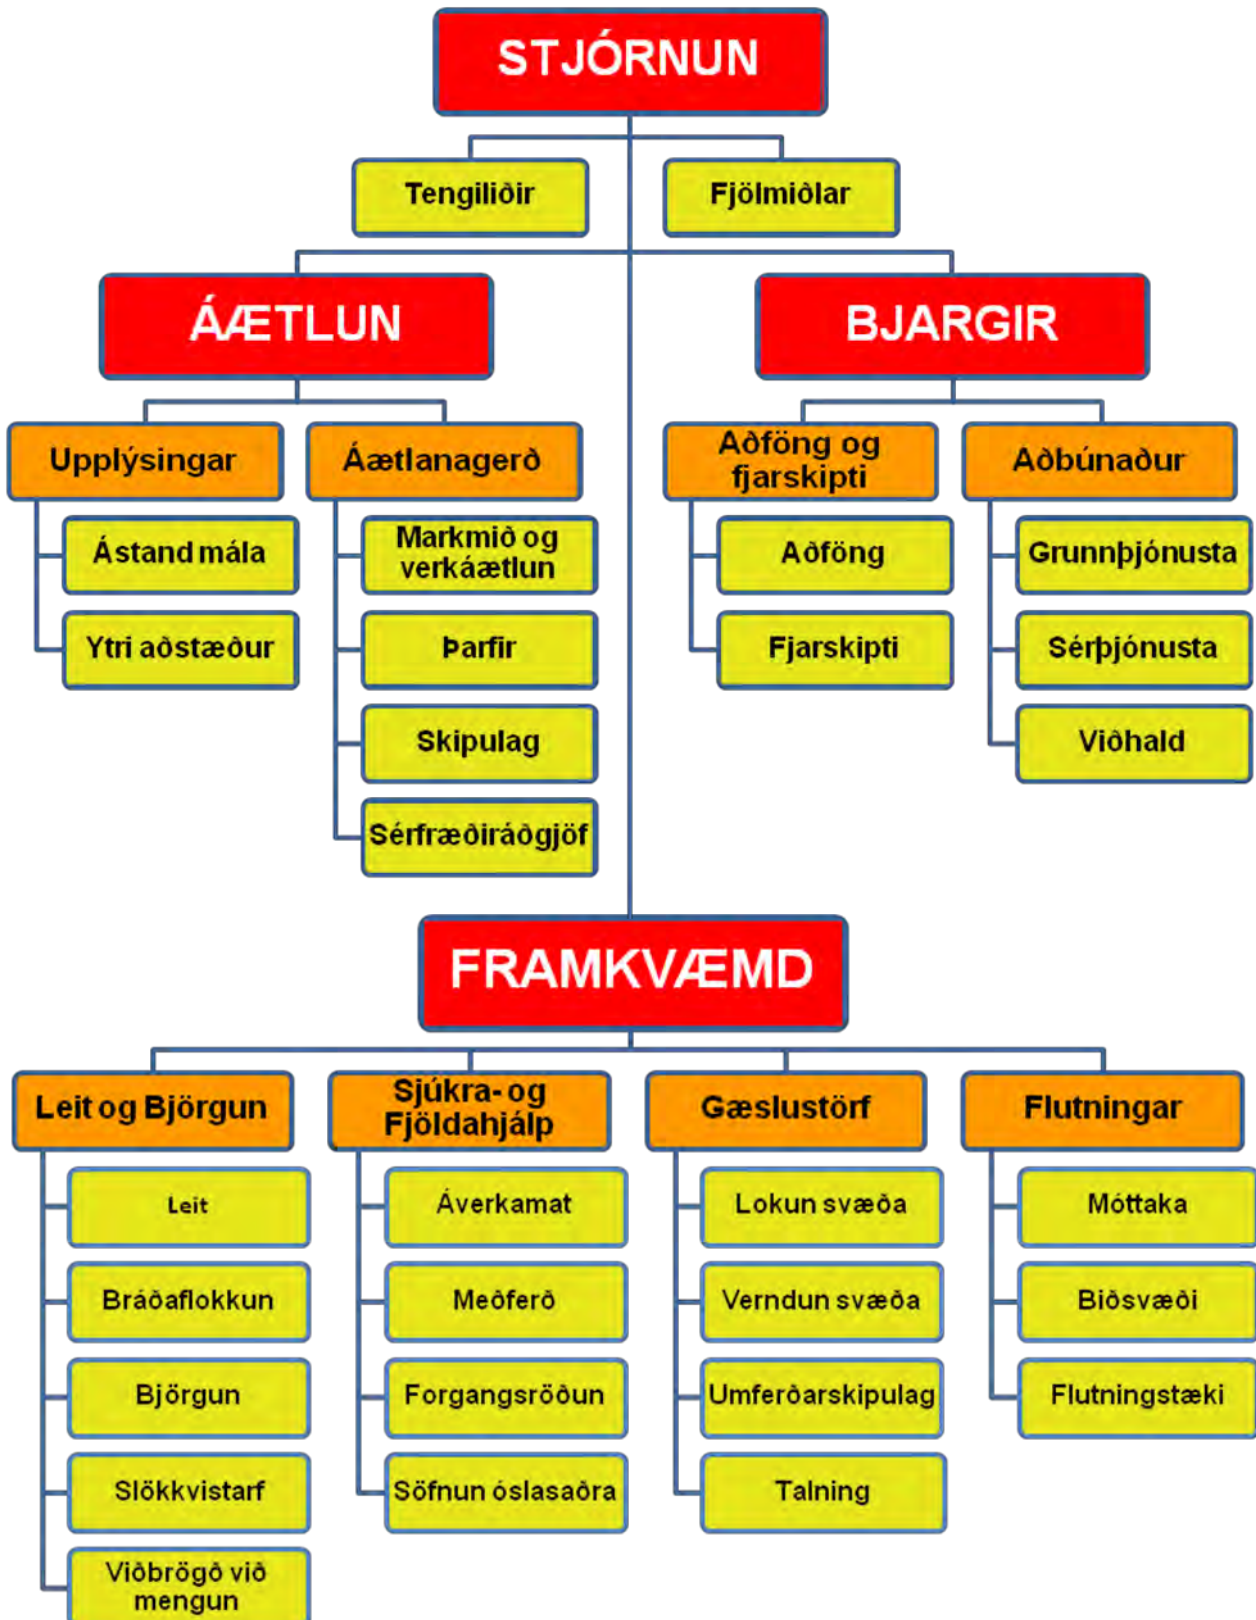 STJÓRNUN
Tengiliðir
Fjölmiðlar
ÁÆTLUN
BJARGIR
Upplýsingar
Ástand mála
Ytri aðstæður
Áætlanagerð
Markmið og
verkáætlun
Þarfir
Skipulag
Sérfræðiráðgjöf
Aðföng og
fjarskipti
Aðföng
Fjarskipti
Aðbúnaður
Grunnþjónusta
Sérþjónusta
Viðhald
FRAMKVÆMD
Leit og Björgun
Leit
Bráðaflokkun
Björgun
Slökkvistarf
Viðbrögð við
mengun
Sjúkra- og
Fjöldahjálp
Áverkamat
Meðferð
Forgangsröðun
Söfnun óslasaðra
Gæslustörf
Lokun svæða
Verndun svæða
Umferðarskipulag
Talning
Flutningar
Móttaka
Biðsvæði
Flutningstæki